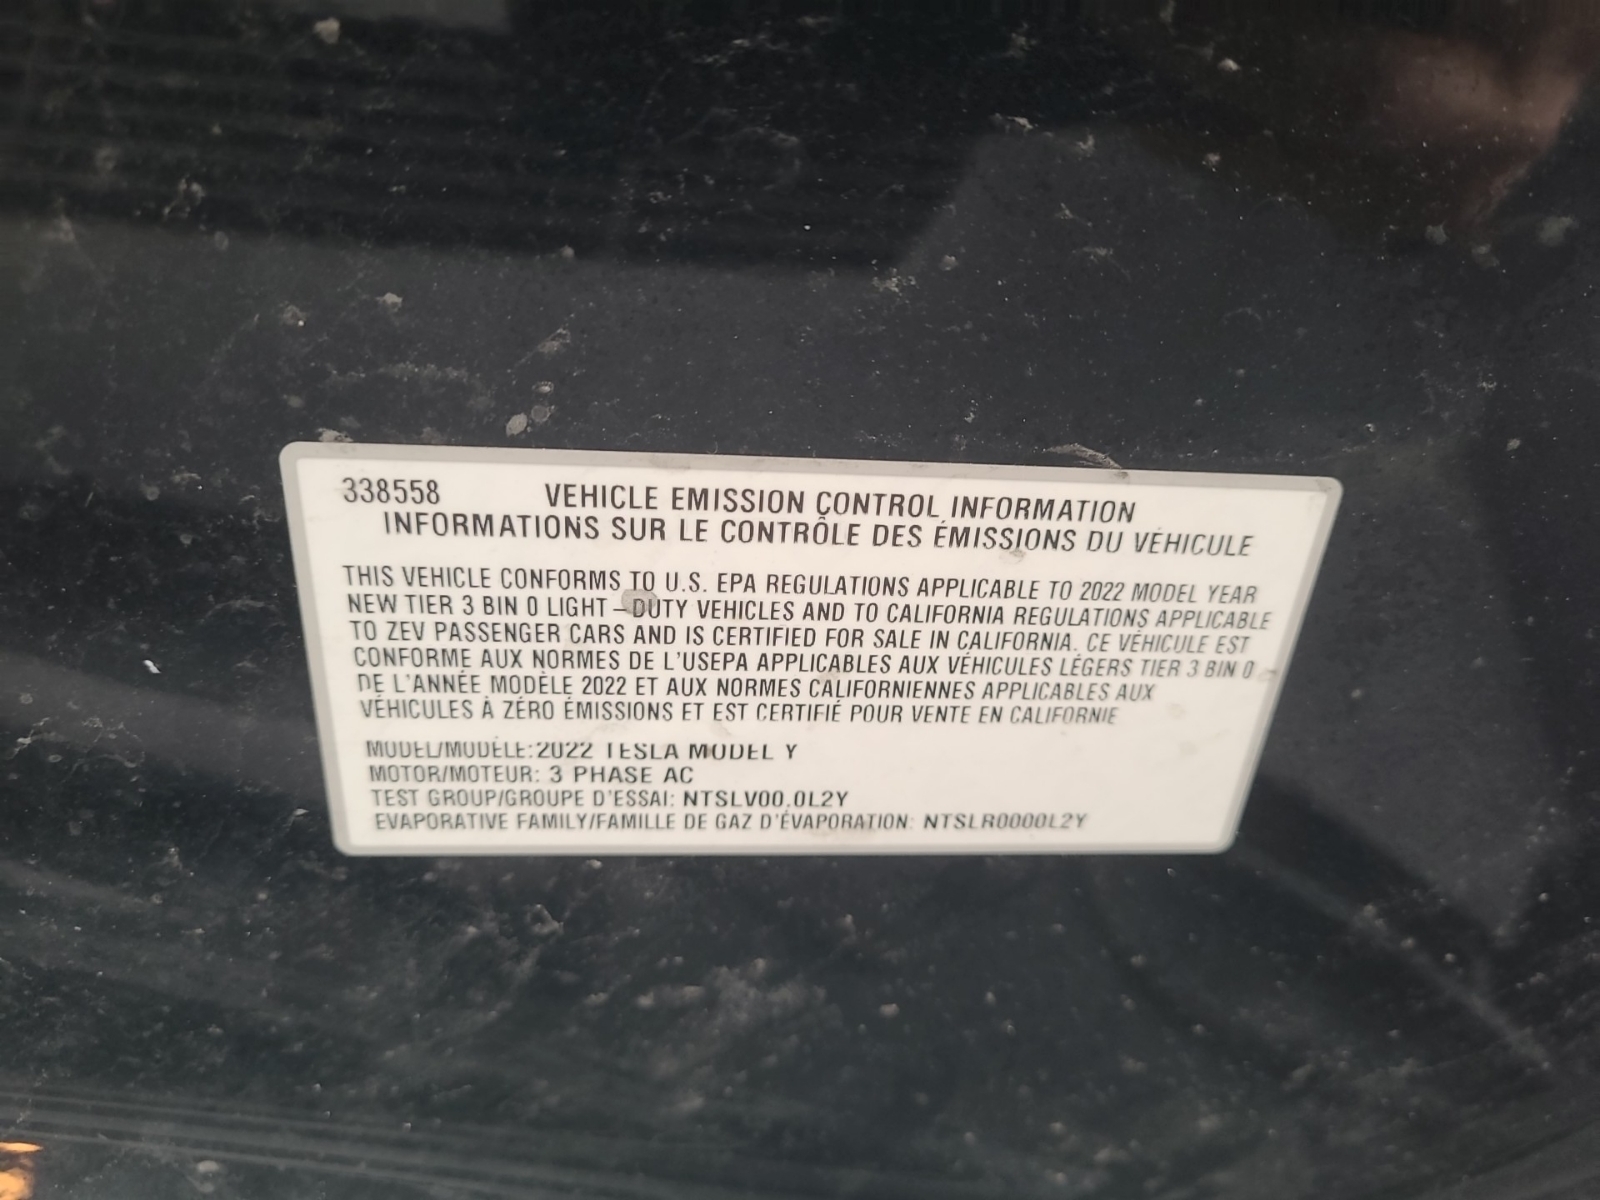 338558 VEHICLE EMISSION CONTROL INFORMATION
INFORMATIONS SUR LE CONTRÔLE DES ÉMISSIONS DU VÉHICULE
THIS VEHICLE CONFORMS TO U.S. EPA REGULATIONS APPLICABLE TO 2022 MODEL YEAR
NEW TIER 3 BIN 0 LIGHT-DUTY VEHICLES AND TO CALIFORNIA REGULATIONS APPLICABLE
TO ZEV PASSENGER CARS AND IS CERTIFIED FOR SALE IN CALIFORNIA. CE VÉHICULE EST
CONFORME AUX NORMES DE L'USEPA APPLICABLES AUX VÉHICULES LÉGERS TIER 3 BIN 0
DE L'ANNÉE MODÈLE 2022 ET AUX NORMES CALIFORNIENNES APPLICABLES AUX
VÉHICULES À ZÉRO ÉMISSIONS ET EST CERTIFIÉ POUR VENTE EN CALIFORNIE
MODEL/MODÈLE:2022 TESLA MODEL Y
MOTOR/MOTEUR: 3 PHASE AC
TEST GROUP/GROUPE D'ESSAI: NTSLV00.0L2Y
EVAPORATIVE FAMILY/FAMILLE DE GAZ D'ÉVAPORATION: NTSLR0000L2Y